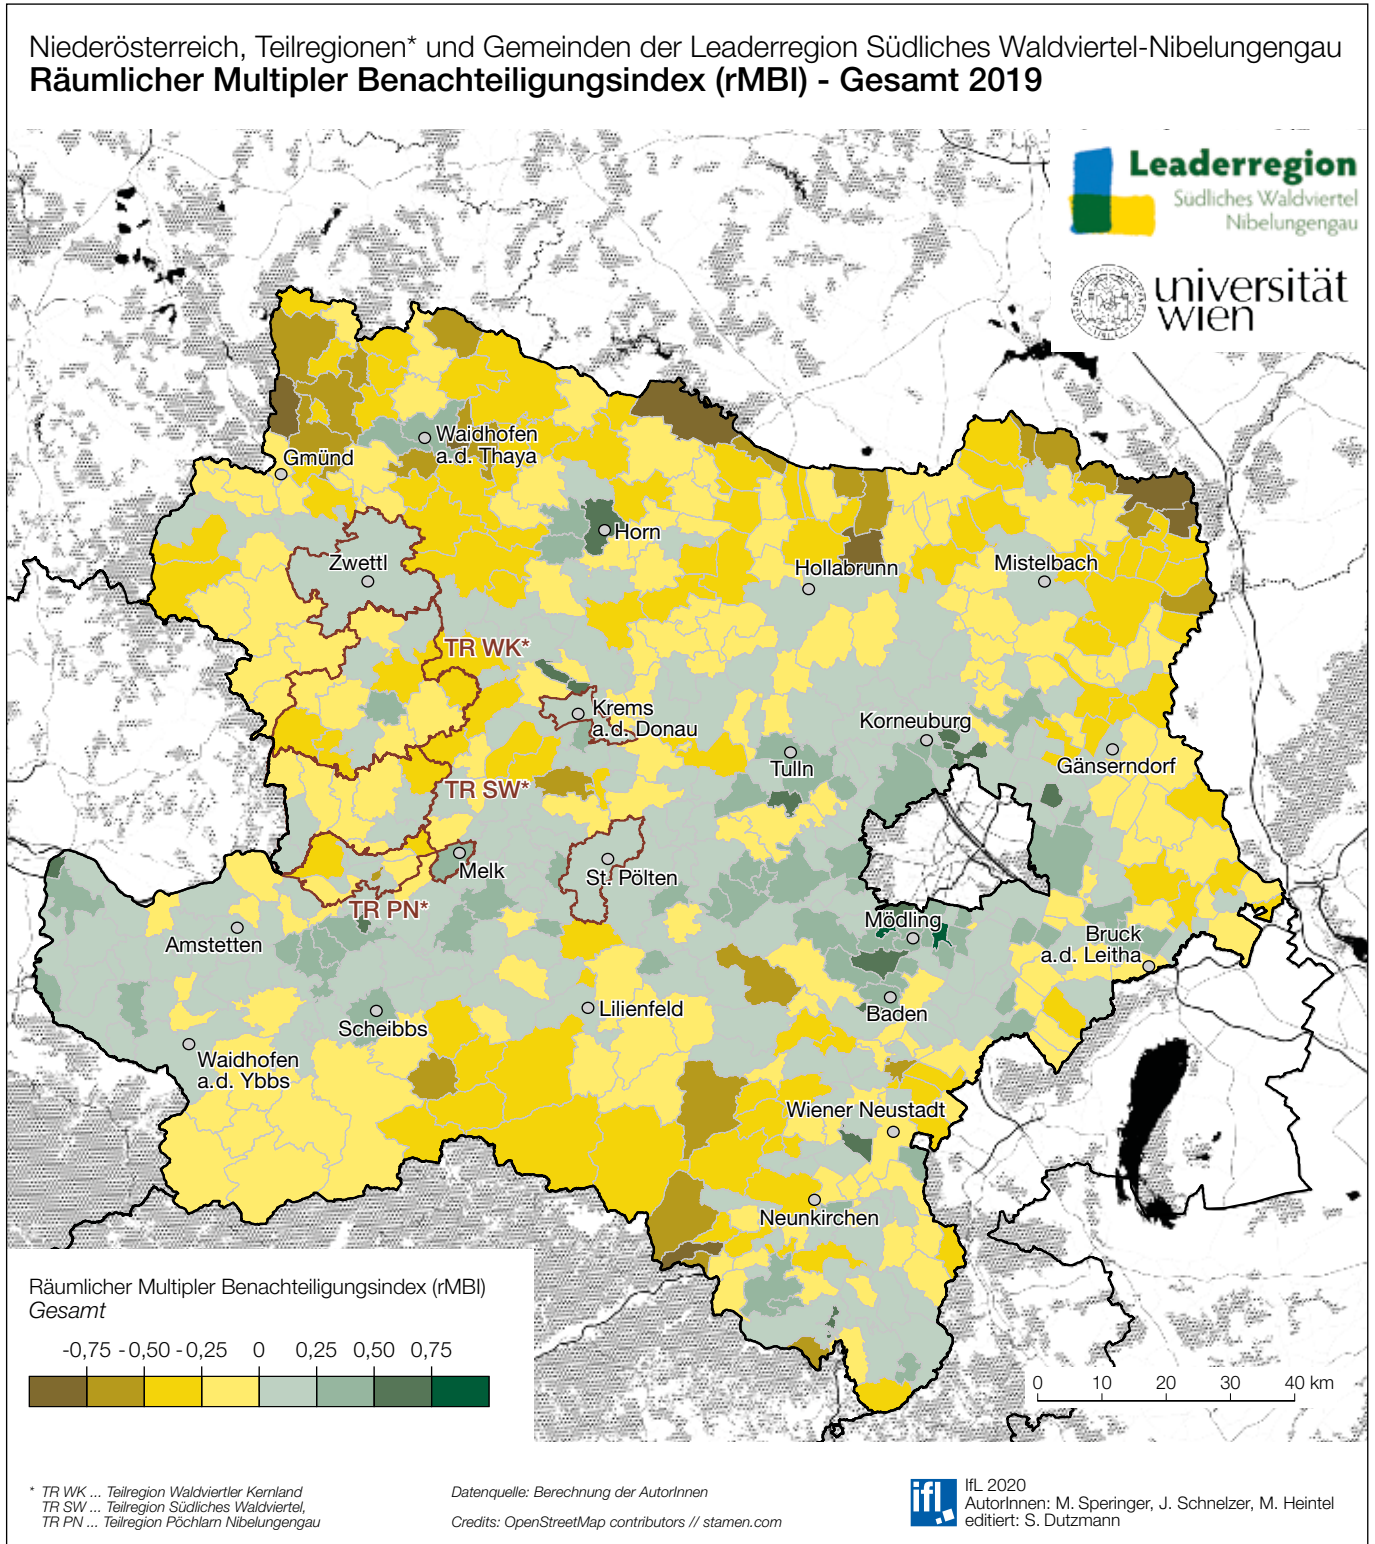 Niederösterreich, Teilregionen* und Gemeinden der Leaderregion Südliches Waldviertel-Nibelungengau
Räumlicher Multipler Benachteiligungsindex (rMBI) - Gesamt 2019
Leaderregion
Südliches Waldviertel
Nibelungengau
universität
wien
Waidhofen
a.d. Thaya
Gmünd
Horn
Zwettl
Hollabrunn
Mistelbach
TR WK*
Krems
a.d. Donau
Korneuburg
Tulln
Gänserndorf
TR SW*
Melk
St. Pölten
TR PN*
Mödling
Amstetten
Bruck
a.d. Leitha
Lilienfeld
Baden
Scheibbs
Waidhofen
a.d. Ybbs
Wiener Neustadt
Neunkirchen
Räumlicher Multipler Benachteiligungsindex (rMBI)
Gesamt
-0,75 -0,50 -0,25 0 0,25 0,50 0,75
0 10 20 30 40 km
* TR WK ... Teilregion Waldviertler Kernland
TR SW ... Teilregion Südliches Waldviertel,
TR PN ... Teilregion Pöchlarn Nibelungengau
Datenquelle: Berechnung der AutorInnen
Credits: OpenStreetMap contributors // stamen.com
ifl
IfL 2020
AutorInnen: M. Speringer, J. Schnelzer, M. Heintel
editiert: S. Dutzmann